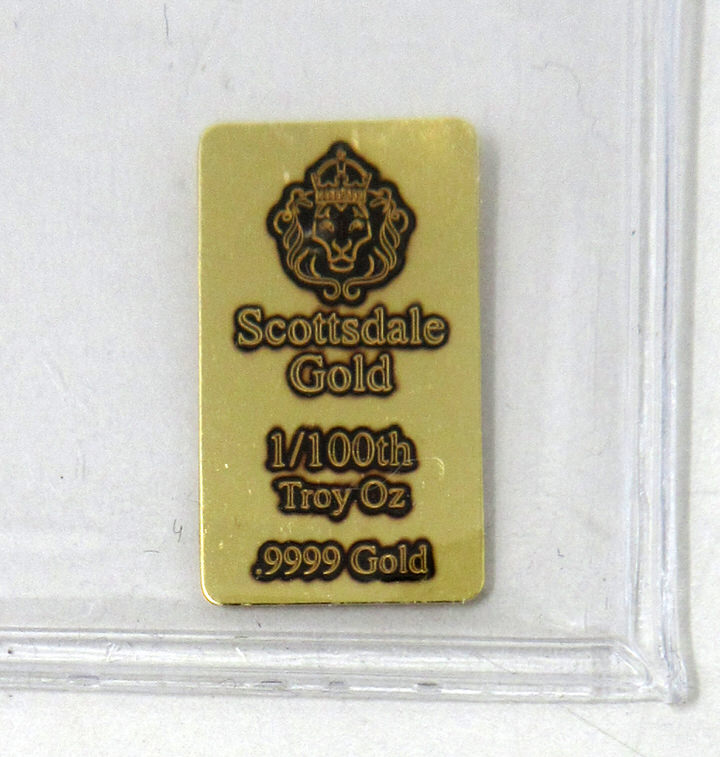 Scottsdale
Gold
1/100th
Troy Oz
.9999 Gold